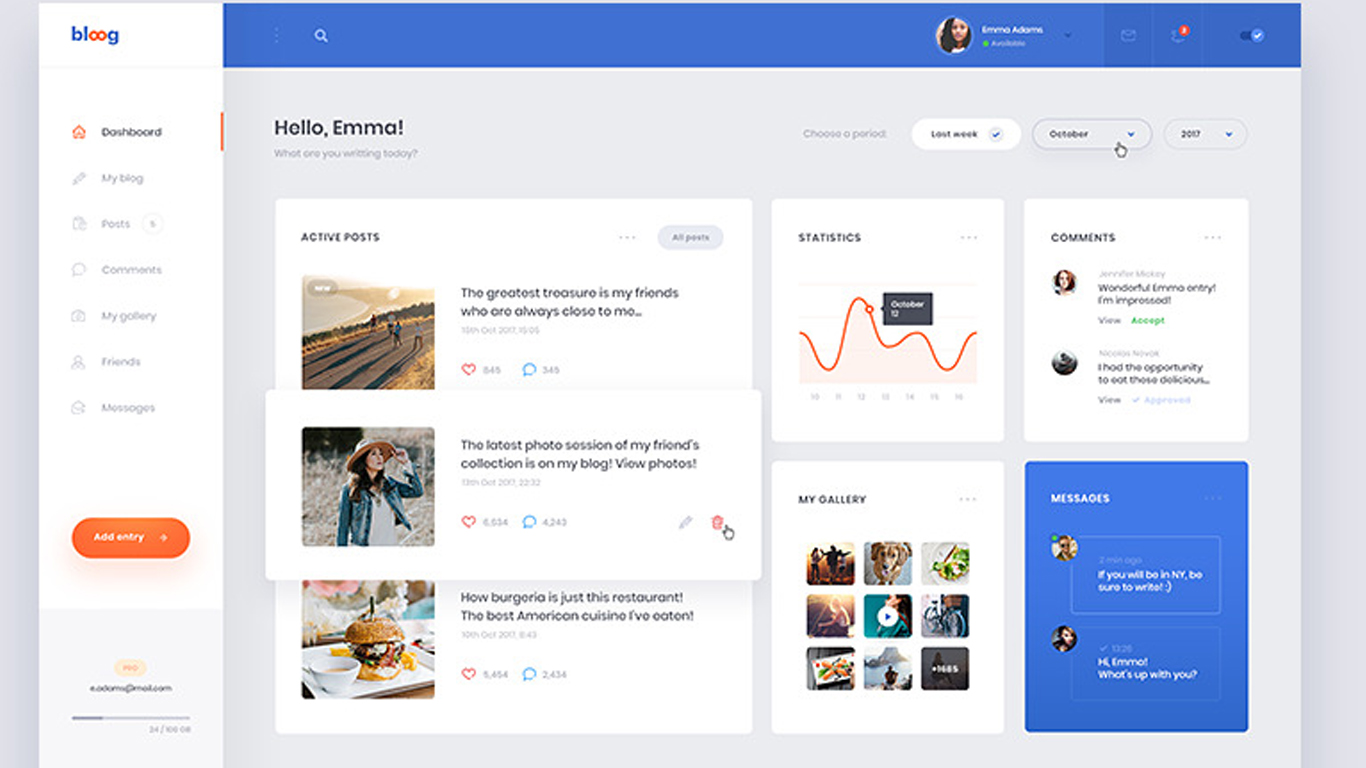 bloog
Emma Adams
Available
3
Dashboard
My blog
Posts 5
Comments
My gallery
Friends
Messages
Add entry
PRO
e.adams@mail.com
24 / 100 GB
Hello, Emma!
What are you writting today?
Choose a period:
Last week
October
2017
ACTIVE POSTS
All posts
NEW
The greatest treasure is my friends
who are always close to me...
15th Oct 2017, 15:05
845 345
The latest photo session of my friend's
collection is on my blog! View photos!
13th Oct 2017, 22:32
6,534 4,243
How burgeria is just this restaurant!
The best American cuisine I've eaten!
10th Oct 2017, 8:43
5,454 2,434
STATISTICS
October
12
10 11 12 13 14 15 16
COMMENTS
Jennifer Mickey
Wonderful Emma entry!
I'm impressed!
View Accept
Nicolas Novak
I had the opportunity
to eat those delicious...
View Approved
MY GALLERY
+1685
MESSAGES
2 min ago
If you will be in NY, be
sure to write! :)
13:26
Hi, Emma!
What's up with you?